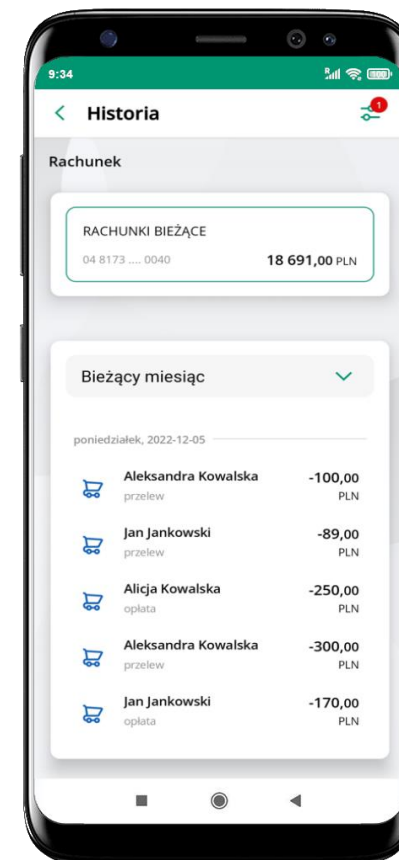 9:34
R
Historia
1
Rachunek
RACHUNKI BIEŻĄCE
04 8173 .... 0040 18 691,00 PLN
Bieżący miesiąc
poniedziałek, 2022-12-05
Aleksandra Kowalska -100,00
przelew PLN
Jan Jankowski -89,00
przelew PLN
Alicja Kowalska -250,00
opłata PLN
Aleksandra Kowalska -300,00
przelew PLN
Jan Jankowski -170,00
opłata PLN